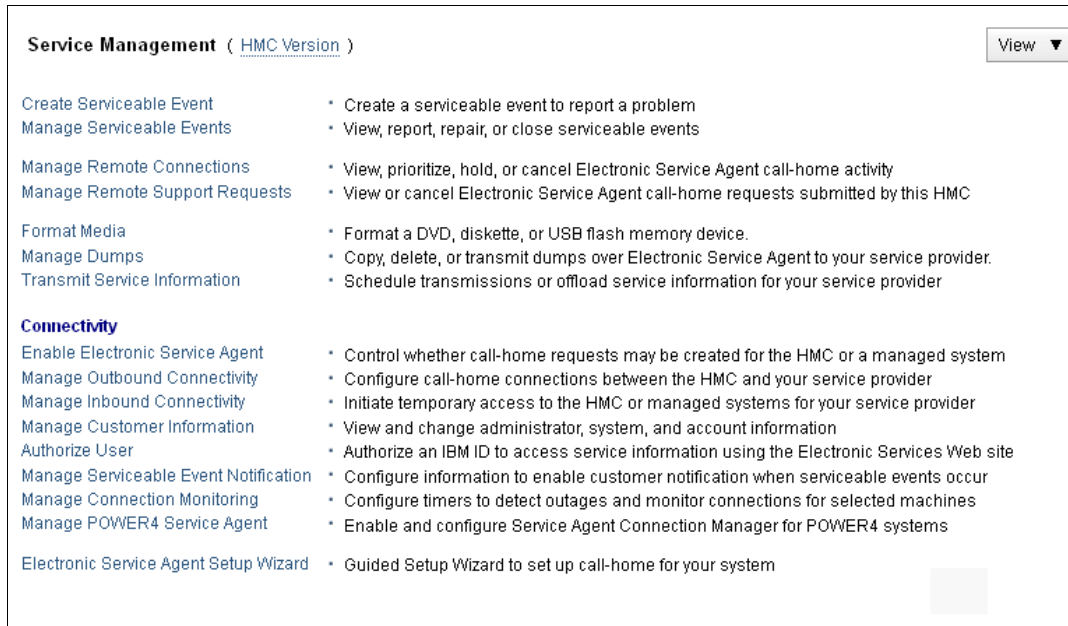 Service Management ( HMC Version ) View ▼
Create Serviceable Event • Create a serviceable event to report a problem
Manage Serviceable Events • View, report, repair, or close serviceable events
Manage Remote Connections • View, prioritize, hold, or cancel Electronic Service Agent call-home activity
Manage Remote Support Requests • View or cancel Electronic Service Agent call-home requests submitted by this HMC
Format Media • Format a DVD, diskette, or USB flash memory device.
Manage Dumps • Copy, delete, or transmit dumps over Electronic Service Agent to your service provider.
Transmit Service Information • Schedule transmissions or offload service information for your service provider
Connectivity
Enable Electronic Service Agent • Control whether call-home requests may be created for the HMC or a managed system
Manage Outbound Connectivity • Configure call-home connections between the HMC and your service provider
Manage Inbound Connectivity • Initiate temporary access to the HMC or managed systems for your service provider
Manage Customer Information • View and change administrator, system, and account information
Authorize User • Authorize an IBM ID to access service information using the Electronic Services Web site
Manage Serviceable Event Notification • Configure information to enable customer notification when serviceable events occur
Manage Connection Monitoring • Configure timers to detect outages and monitor connections for selected machines
Manage POWER4 Service Agent • Enable and configure Service Agent Connection Manager for POWER4 systems
Electronic Service Agent Setup Wizard • Guided Setup Wizard to set up call-home for your system